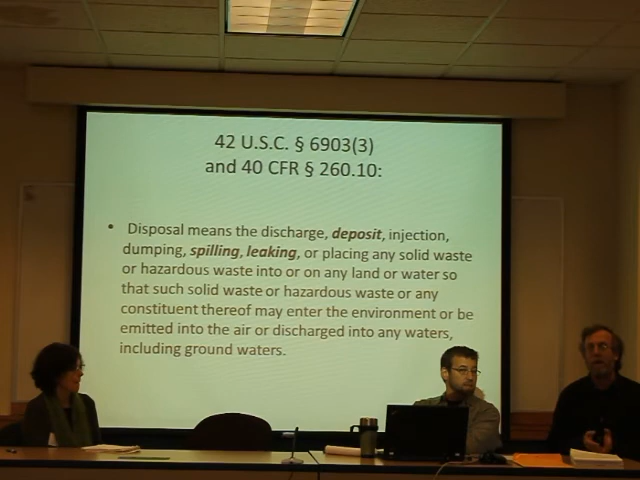 42 U.S.C. § 6903(3)
and 40 CFR § 260.10:
• Disposal means the discharge, deposit, injection,
dumping, spilling, leaking, or placing any solid waste
or hazardous waste into or on any land or water so
that such solid waste or hazardous waste or any
constituent thereof may enter the environment or be
emitted into the air or discharged into any waters,
including ground waters.